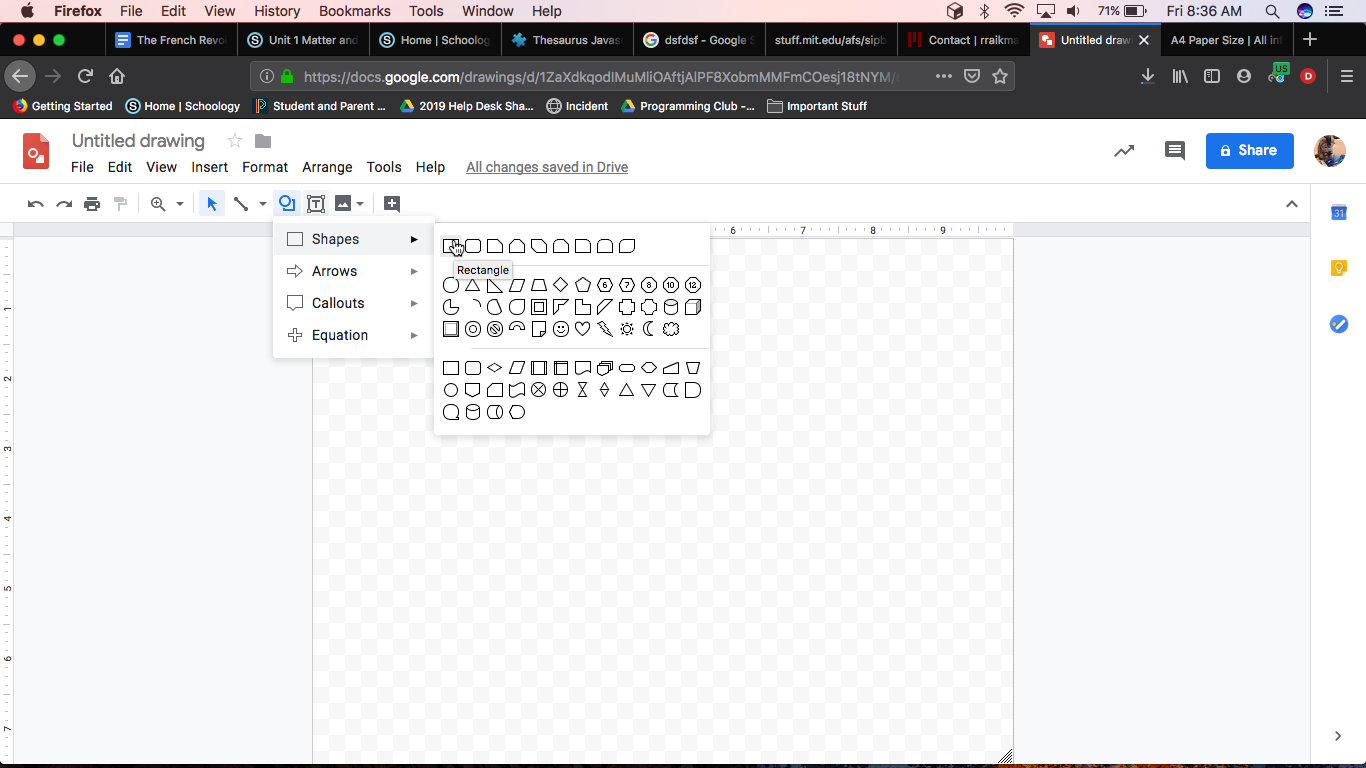 Firefox File Edit View History Bookmarks Tools Window Help 71% Fri 8:36 AM
The French Revo Unit 1 Matter and Home | Schoolog Thesaurus Javas dsfdsf - Google S stuff.mit.edu/afs/sipb Contact | rraikma Untitled draw A4 Paper Size | All in
https://docs.google.com/drawings/d/1ZaXdkqodIMuMliOAftjAlPF8XobmMMFmCOesj18tNYM/e US D
Getting Started Home | Schoology Student and Parent ... 2019 Help Desk Sha... Incident Programming Club -... Important Stuff
Untitled drawing
Share
File Edit View Insert Format Arrange Tools Help All changes saved in Drive
31
6 7 8 9
Shapes
Rectangle
Arrows
6 7 8 10 12
Callouts
1
Equation
2
3
4
5
6
7